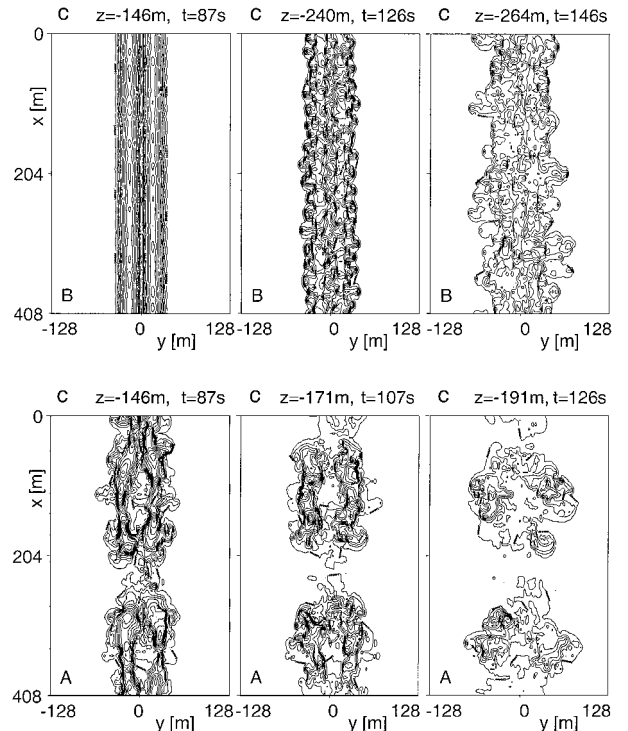 C z=-146m, t=87s C z=-240m, t=126s C z=-264m, t=146s
0
x [m]
204
B B B
408
-128 0 128 -128 0 128 -128 0 128
y [m] y [m] y [m]
C z=-146m, t=87s C z=-171m, t=107s C z=-191m, t=126s
0
x [m]
204
A A A
408
-128 0 128 -128 0 128 -128 0 128
y [m] y [m] y [m]